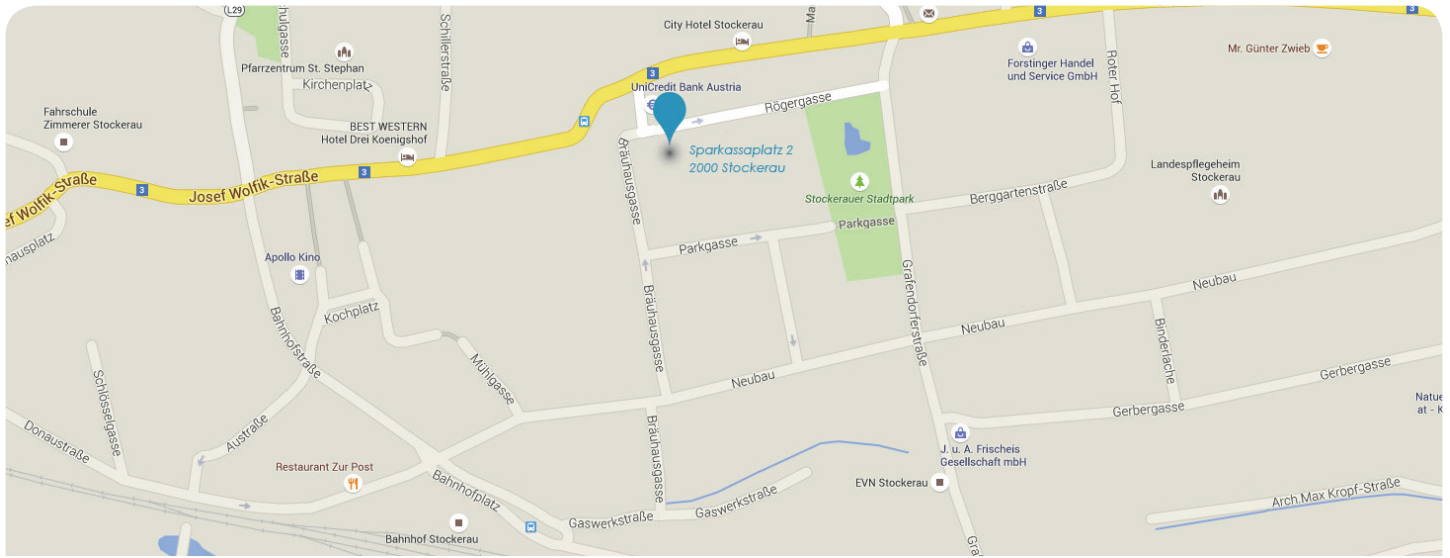 L29
3
3
City Hotel Stockerau
Mr. Günter Zwieb
Forstinger Handel
und Service GmbH
Roter Hof
Schillerstraße
Pfarrzentrum St. Stephan
Kirchenplatz
3
UniCredit Bank Austria
Rögergasse
Fahrschule
Zimmerer Stockerau
BEST WESTERN
Hotel Drei Koenigshof
Sparkassaplatz 2
2000 Stockerau
Bräuhausgasse
Landespflegeheim
Stockerau
3
3
Josef Wolfik-Straße
Stockerauer Stadtpark
Berggartenstraße
Parkgasse
Parkgasse
Apollo Kino
Grafendorferstraße
Neubau
Kochplatz
Bahnhofstraße
Bräuhausgasse
Neubau
Binderlache
Mühlgasse
Neubau
Gerbergasse
Schlösselgasse
Gerbergasse
Donaustraße
Austraße
Bräuhausgasse
J. u. A. Frischeis
Gesellschaft mbH
Restaurant Zur Post
Bahnhofplatz
EVN Stockerau
Gaswerkstraße
Gaswerkstraße
Arch.Max Kropf-Straße
Bahnhof Stockerau